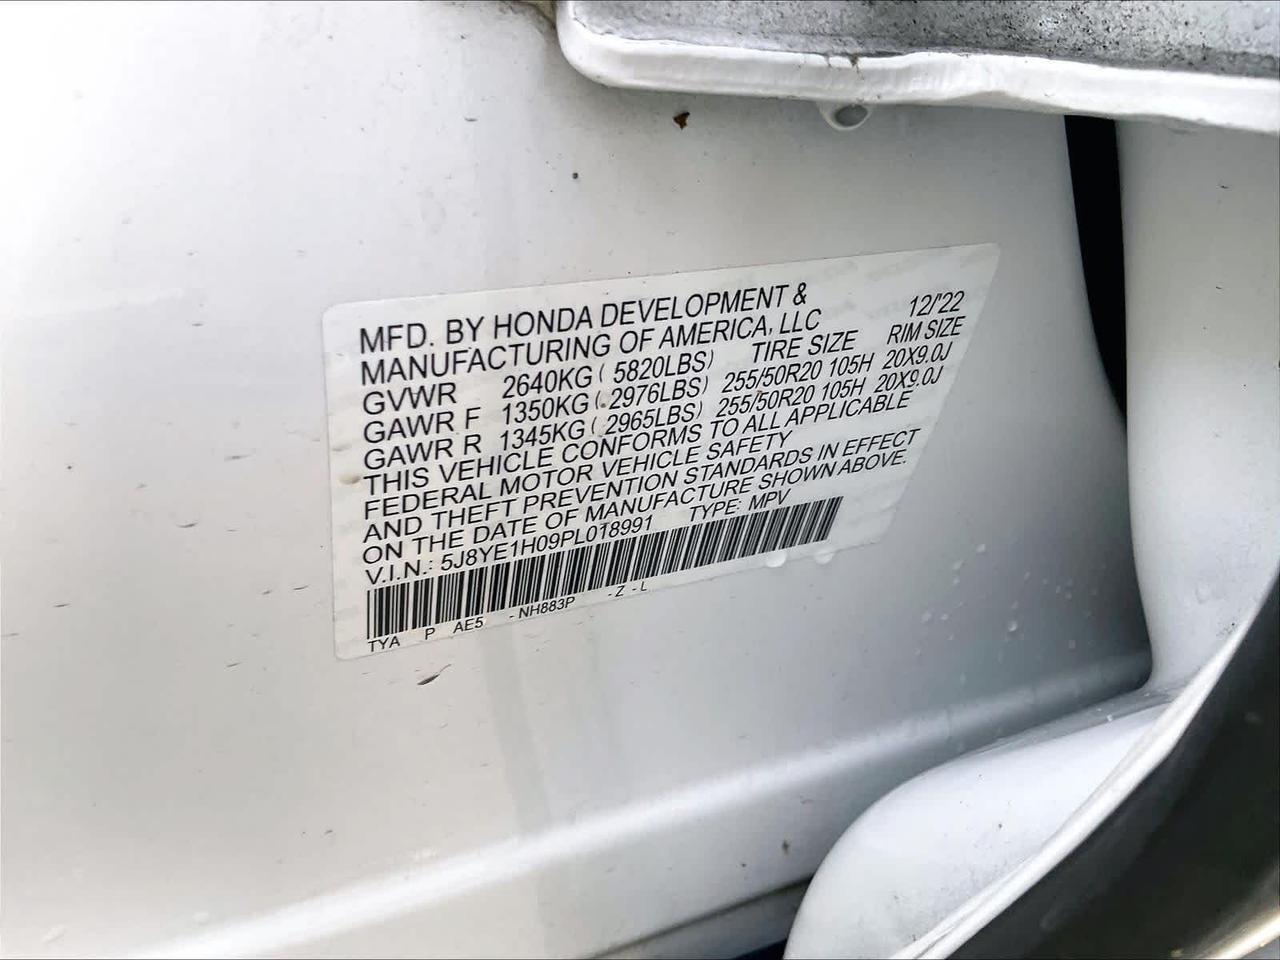 MFD. BY HONDA DEVELOPMENT &
MANUFACTURING OF AMERICA, LLC 12/'22
GVWR 2640KG ( 5820LBS) TIRE SIZE RIM SIZE
GAWR F 1350KG ( 2976LBS) 255/50R20 105H 20X9.0J
GAWR R 1345KG ( 2965LBS) 255/50R20 105H 20X9.0J
THIS VEHICLE CONFORMS TO ALL APPLICABLE
FEDERAL MOTOR VEHICLE SAFETY
AND THEFT PREVENTION STANDARDS IN EFFECT
ON THE DATE OF MANUFACTURE SHOWN ABOVE.
V.I.N.: 5J8YE1H09PL018991 TYPE: MPV
TYA P AE5 - NH883P - Z - L